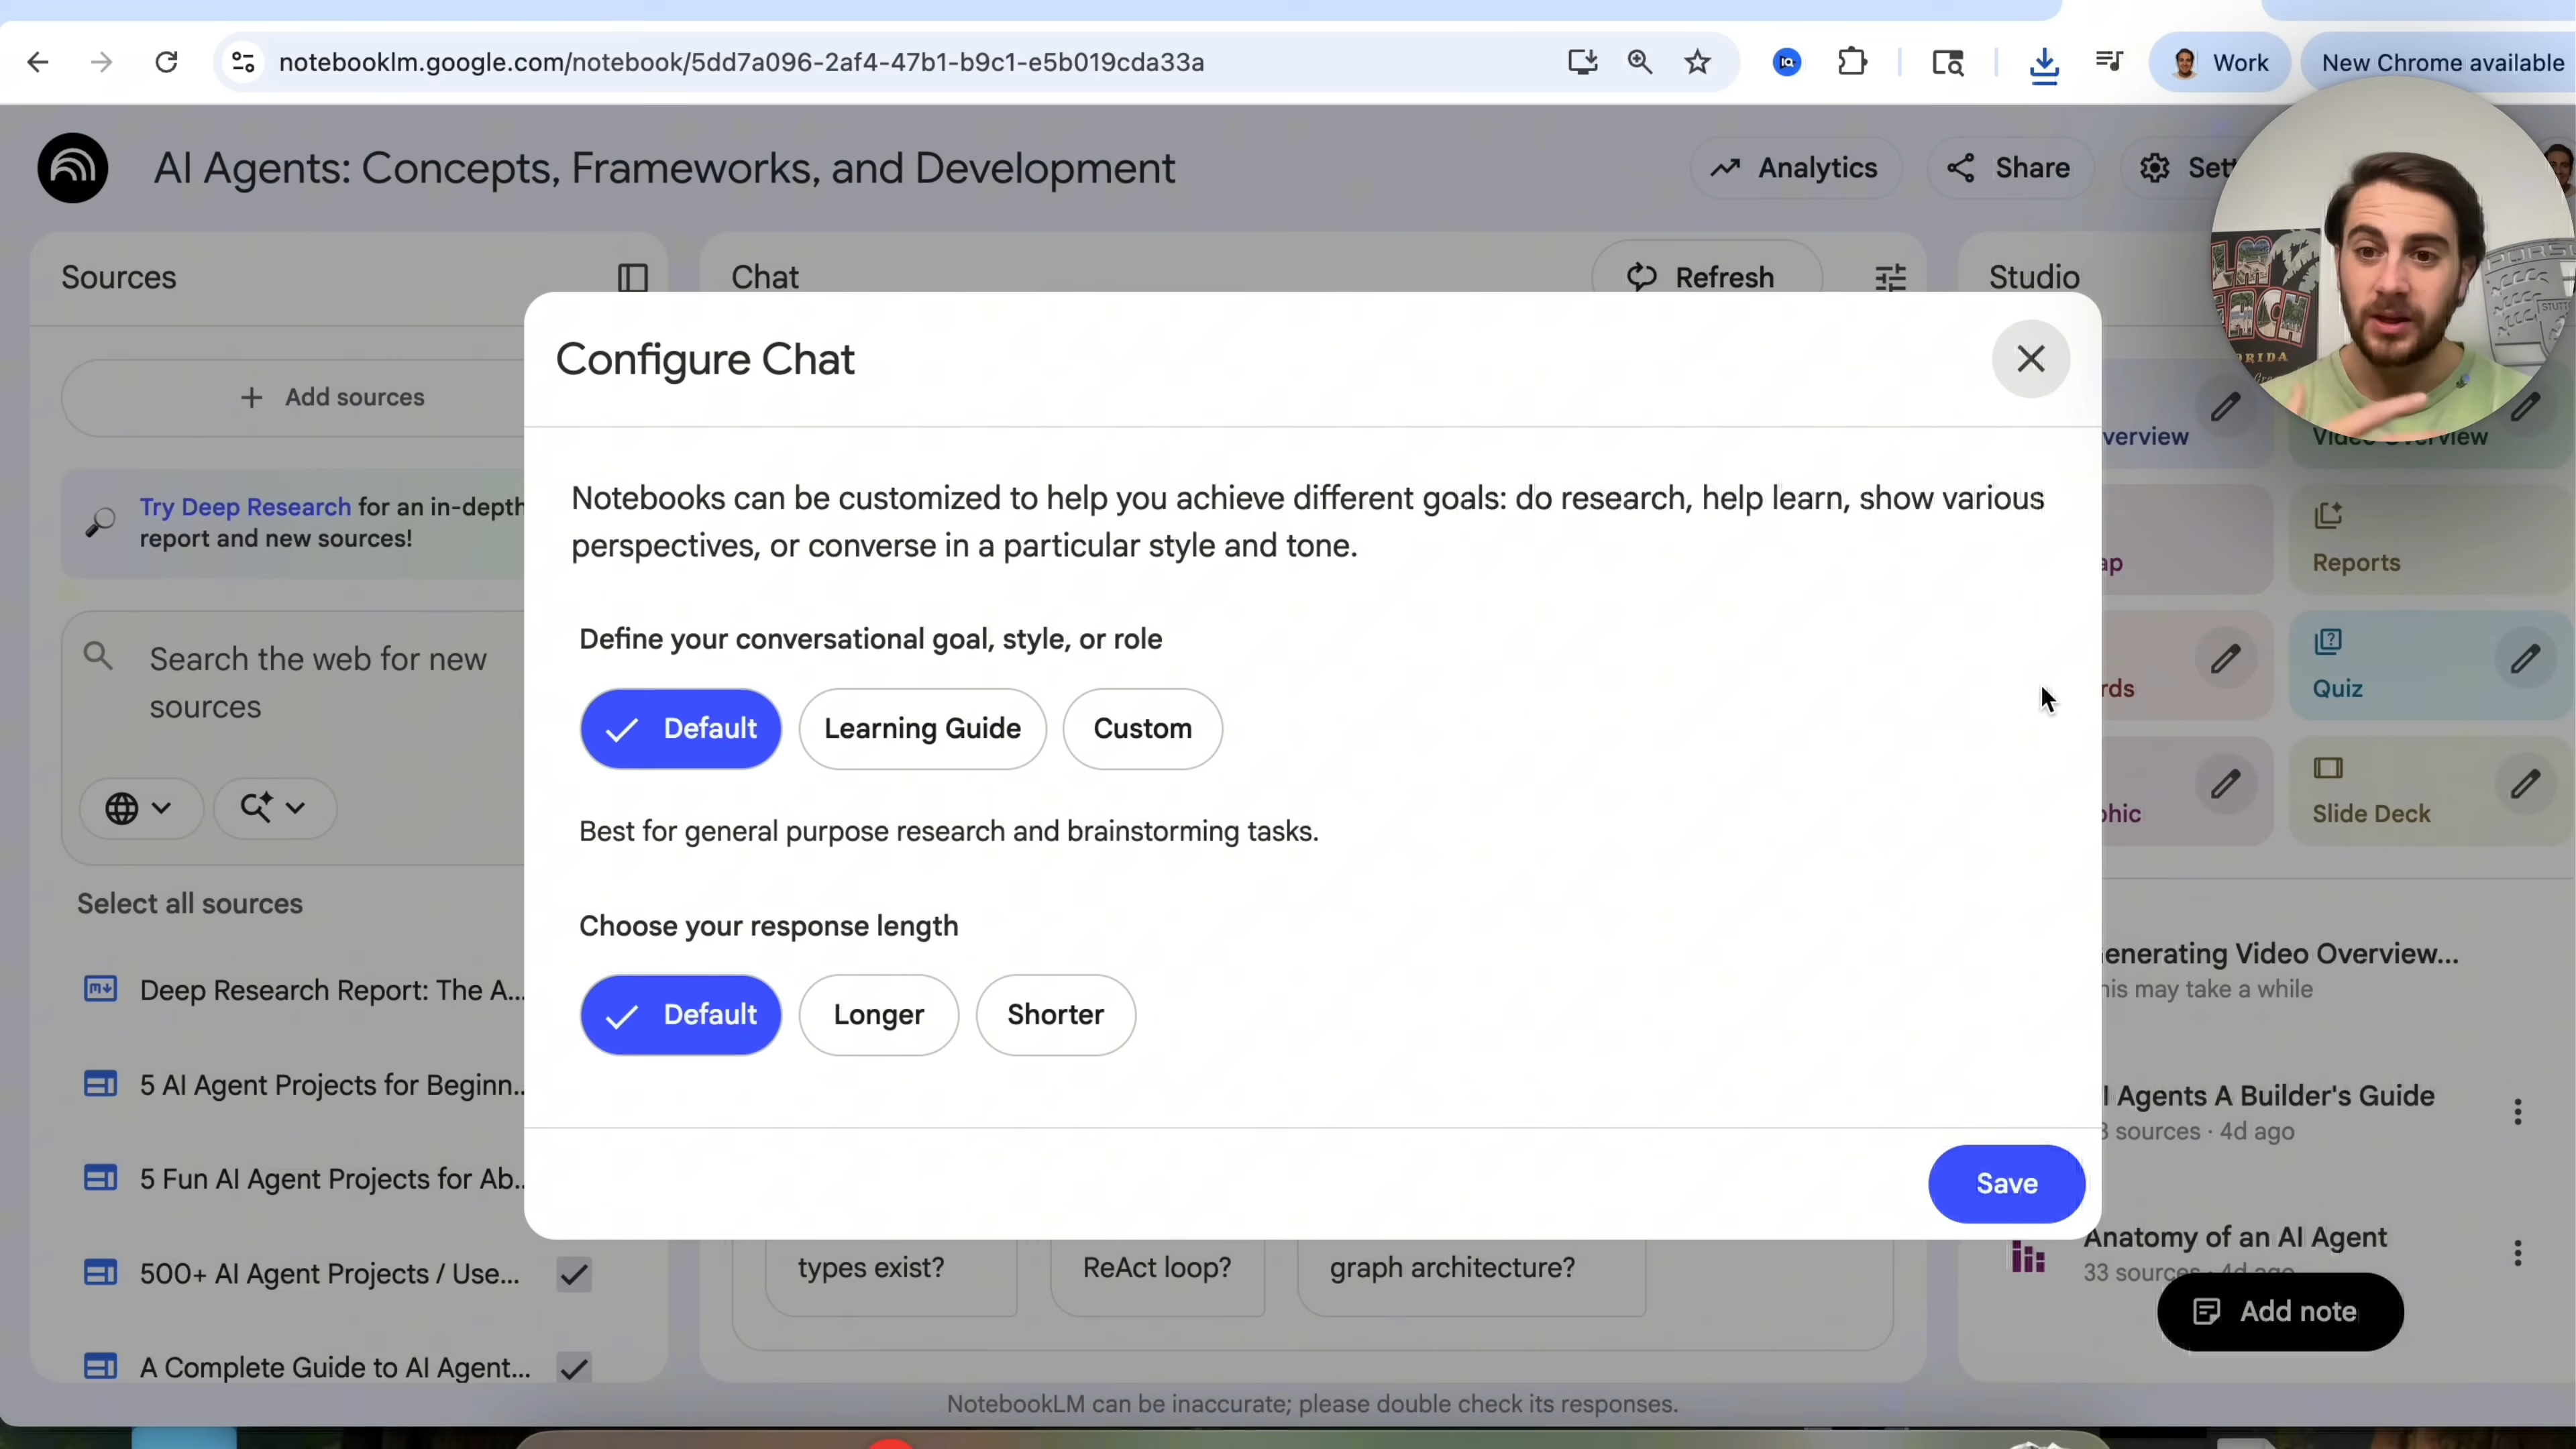 notebooklm.google.com/notebook/5dd7a096-2af4-47b1-b9c1-e5b019cda33a
Work
New Chrome available
AI Agents: Concepts, Frameworks, and Development
Analytics
Share
Sett
Sources
Chat
Refresh
Studio
Add sources
Try Deep Research for an in-depth
report and new sources!
Search the web for new
sources
Select all sources
Deep Research Report: The A...
5 AI Agent Projects for Beginn...
5 Fun AI Agent Projects for Ab...
500+ AI Agent Projects / Use...
A Complete Guide to AI Agent...
Configure Chat
Notebooks can be customized to help you achieve different goals: do research, help learn, show various
perspectives, or converse in a particular style and tone.
Define your conversational goal, style, or role
Default
Learning Guide
Custom
Best for general purpose research and brainstorming tasks.
Choose your response length
Default
Longer
Shorter
Save
types exist?
ReAct loop?
graph architecture?
verview
Video Overview
ap
Reports
rds
Quiz
phic
Slide Deck
enerating Video Overview...
his may take a while
I Agents A Builder's Guide
3 sources · 4d ago
Anatomy of an AI Agent
33 sources · 4d ago
Add note
NotebookLM can be inaccurate; please double check its responses.